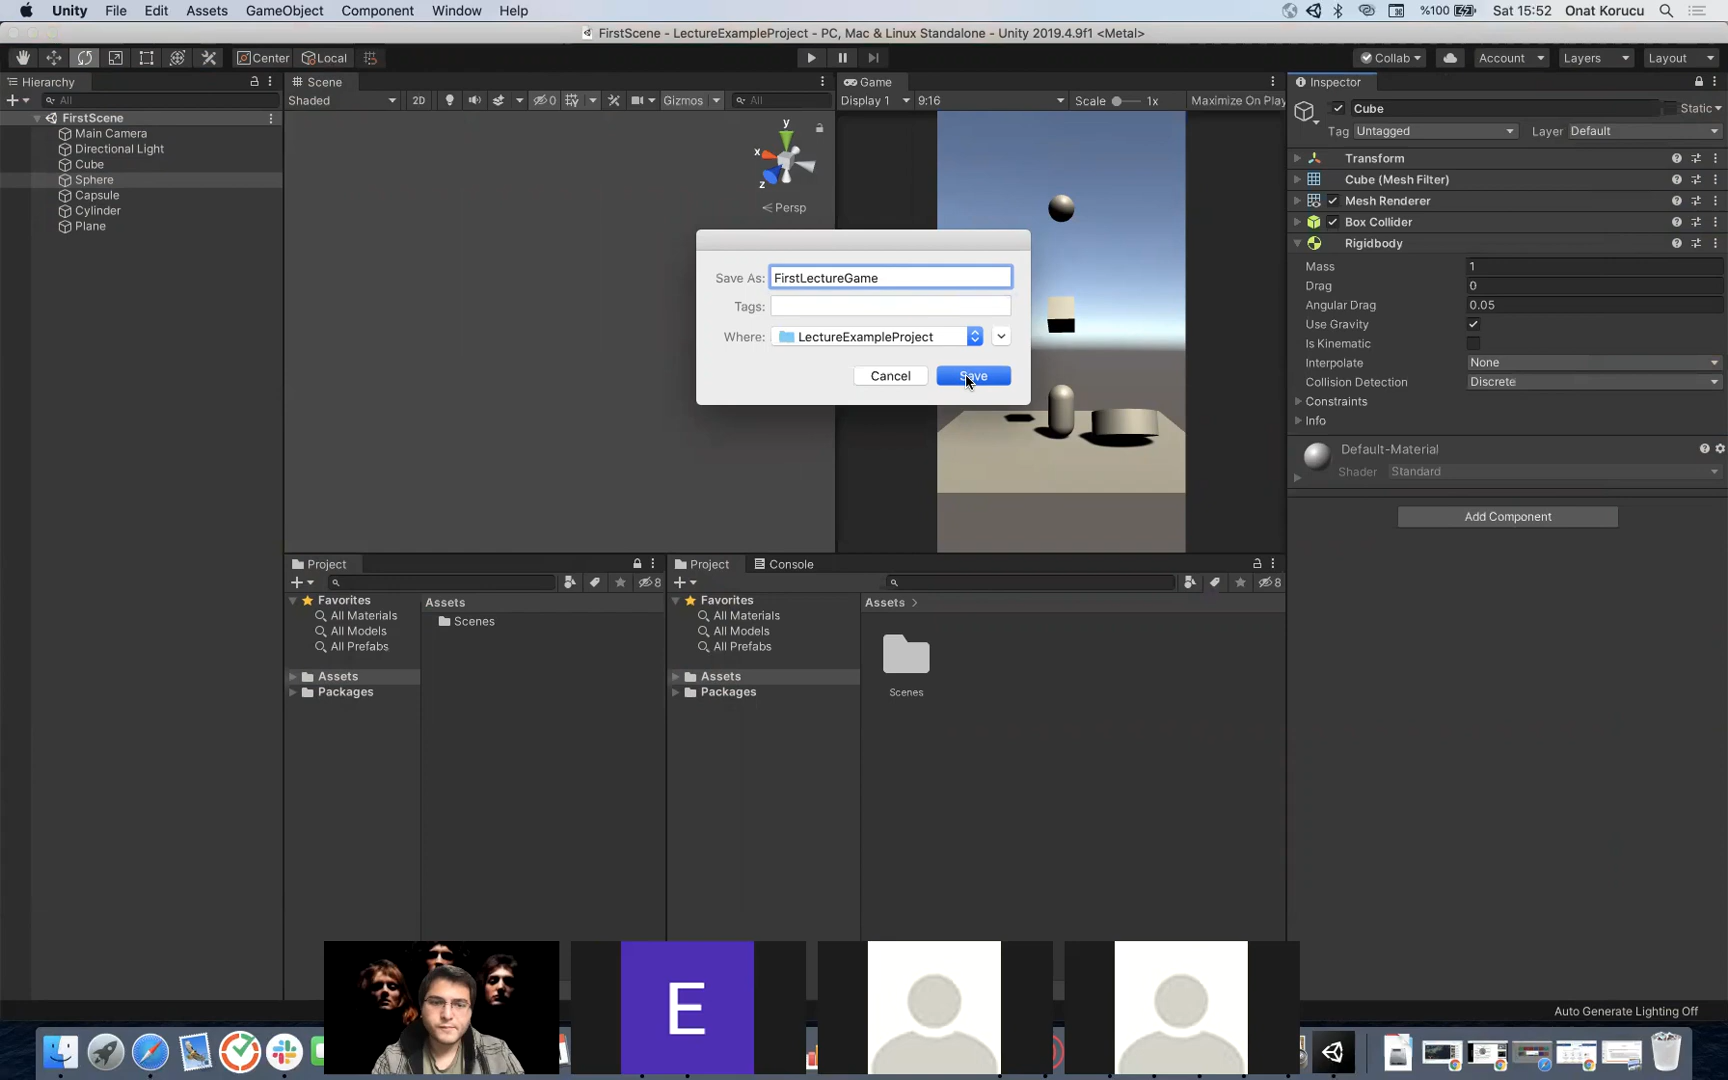 Unity File Edit Assets GameObject Component Window Help %100 Sat 15:52 Onat Korucu
FirstScene - LectureExampleProject - PC, Mac & Linux Standalone - Unity 2019.4.9f1 <Metal>
Center Local Collab Account Layers Layout
Hierarchy
All
FirstScene
Main Camera
Directional Light
Cube
Sphere
Capsule
Cylinder
Plane
Scene
Shaded 2D 0 Gizmos All
y
x
z
Persp
Game
Display 1 9:16 Scale 1x Maximize On Play
Save As: FirstLectureGame
Tags:
Where: LectureExampleProject
Cancel Save
Inspector
Cube Static
Tag Untagged Layer Default
Transform
Cube (Mesh Filter)
Mesh Renderer
Box Collider
Rigidbody
Mass 1
Drag 0
Angular Drag 0.05
Use Gravity
Is Kinematic
Interpolate None
Collision Detection Discrete
Constraints
Info
Default-Material
Shader Standard
Add Component
Project
8
Favorites
All Materials
All Models
All Prefabs
Assets
Packages
Assets
Scenes
Project Console
8
Favorites
All Materials
All Models
All Prefabs
Assets
Packages
Assets >
Scenes
E
Auto Generate Lighting Off